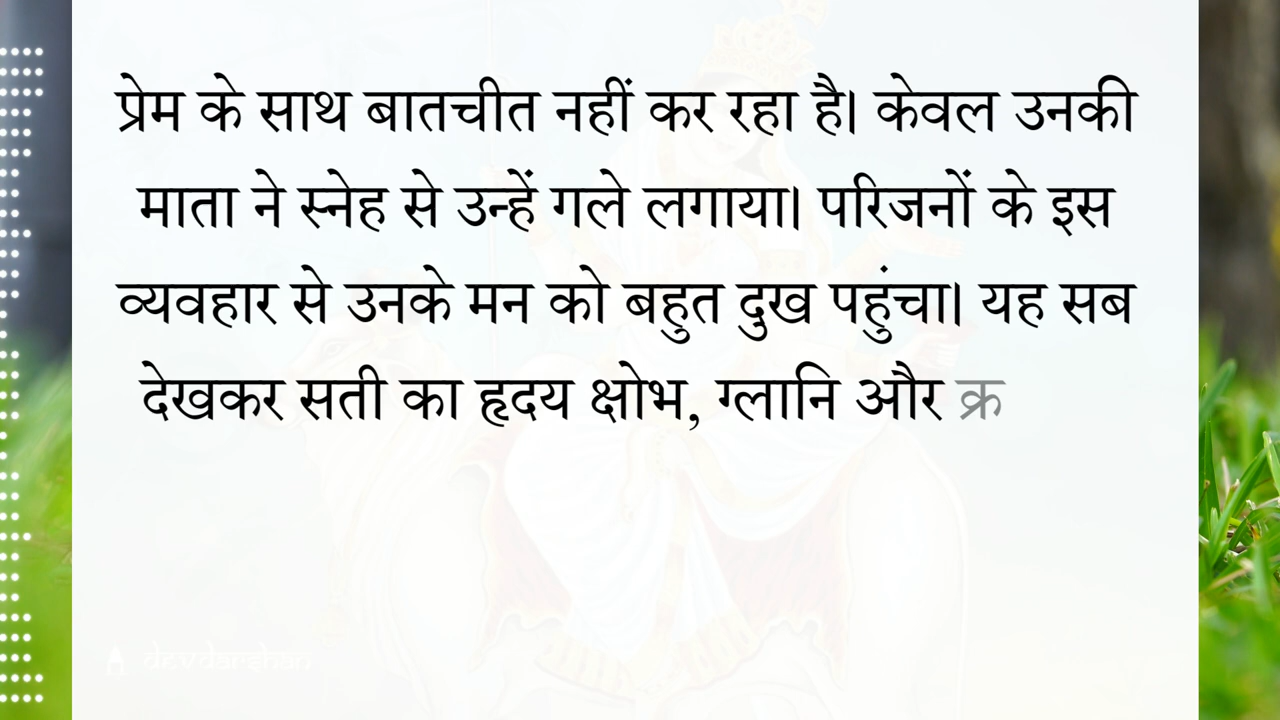 प्रेम के साथ बातचीत नहीं कर रहा है। केवल उनकी
माता ने स्नेह से उन्हें गले लगाया। परिजनों के इस
व्यवहार से उनके मन को बहुत दुख पहुंचा। यह सब
देखकर सती का हृदय क्षोभ, ग्लानि और क्र
devdarshan